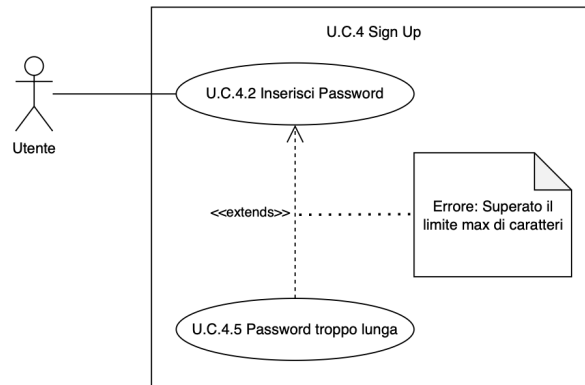 U.C.4 Sign Up
U.C.4.2 Inserisci Password
Utente
<<extends>>
Errore: Superato il
limite max di caratteri
U.C.4.5 Password troppo lunga